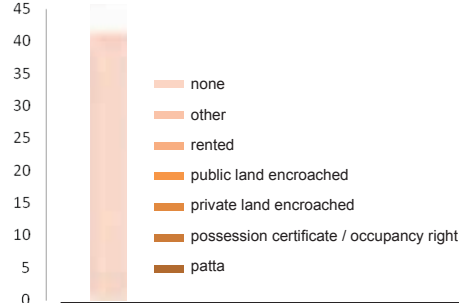 45
40
35
30
25
20
15
10
5
0
none
other
rented
public land encroached
private land encroached
possession certificate / occupancy right
patta